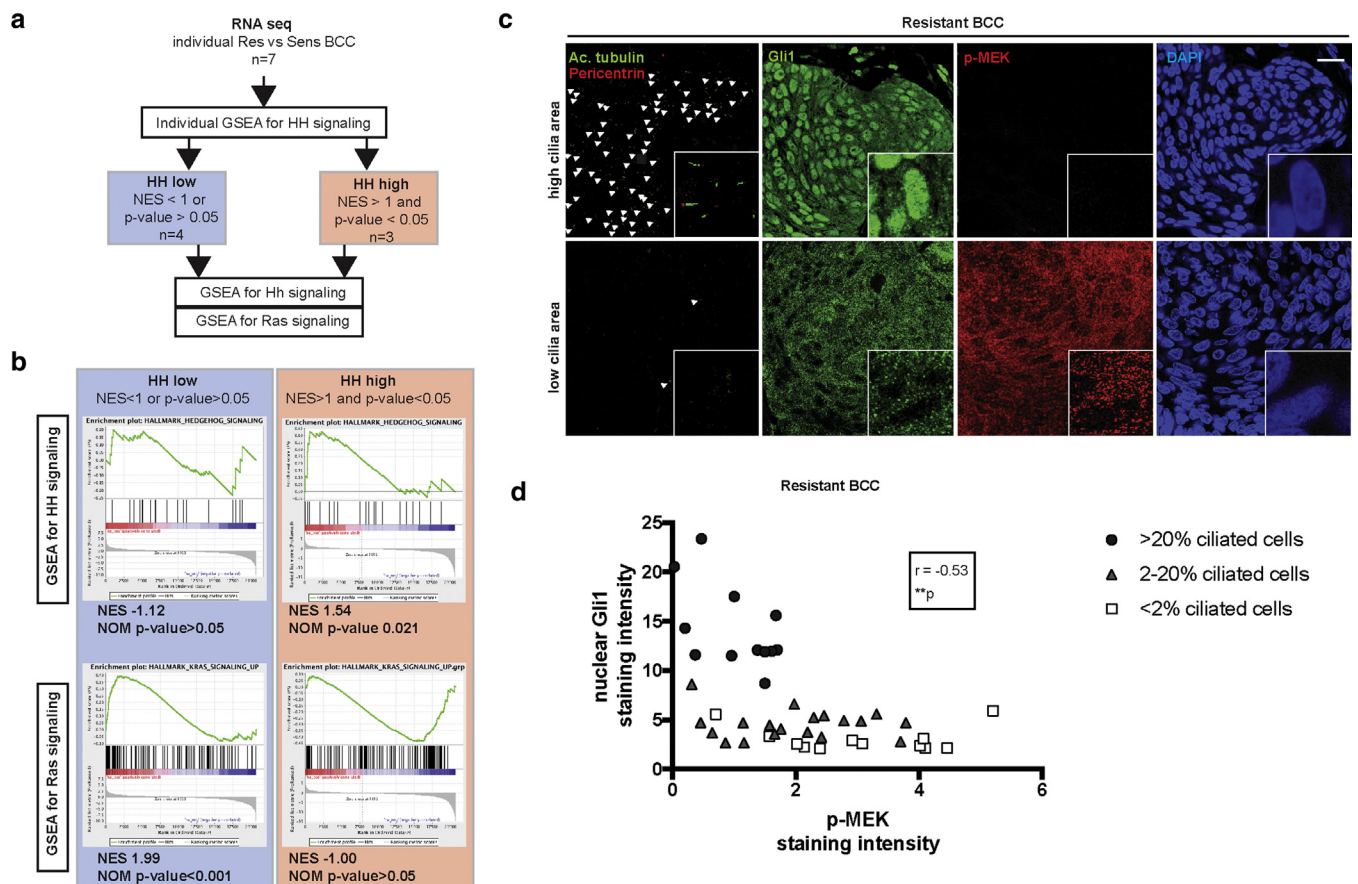 a
RNA seq
individual Res vs Sens BCC
n=7
Individual GSEA for HH signaling
HH low
NES < 1 or
p-value > 0.05
n=4
HH high
NES > 1 and
p-value < 0.05
n=3
GSEA for Hh signaling
GSEA for Ras signaling
b
HH low
NES<1 or p-value>0.05
HH high
NES>1 and p-value<0.05
GSEA for HH signaling
Enrichment plot: HALLMARK_HEDGEHOG_SIGNALING
Enrichment plot: HALLMARK_HEDGEHOG_SIGNALING
NES -1.12
NOM p-value>0.05
NES 1.54
NOM p-value 0.021
GSEA for Ras signaling
Enrichment plot: HALLMARK_KRAS_SIGNALING_UP
Enrichment plot: HALLMARK_KRAS_SIGNALING_UP.grp
NES 1.99
NOM p-value<0.001
NES -1.00
NOM p-value>0.05
c
Resistant BCC
Ac. tubulin
Pericentrin
Gli1
p-MEK
DAPI
high cilia area
low cilia area
d
Resistant BCC
nuclear Gli1
staining intensity
25
20
15
10
5
0
0
2
4
6
p-MEK
staining intensity
r = -0.53
**p
>20% ciliated cells
2-20% ciliated cells
<2% ciliated cells